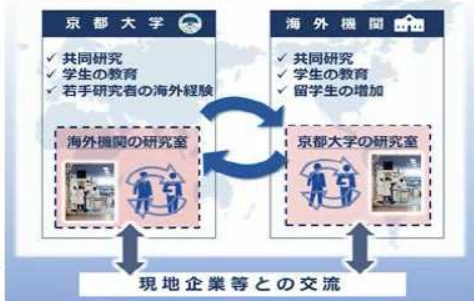 京都大学
✓ 共同研究
✓ 学生の教育
✓ 若手研究者の海外経験
海外機関の研究室
海外機関
✓ 共同研究
✓ 学生の教育
✓ 留学生の増加
京都大学の研究室
現地企業等との交流